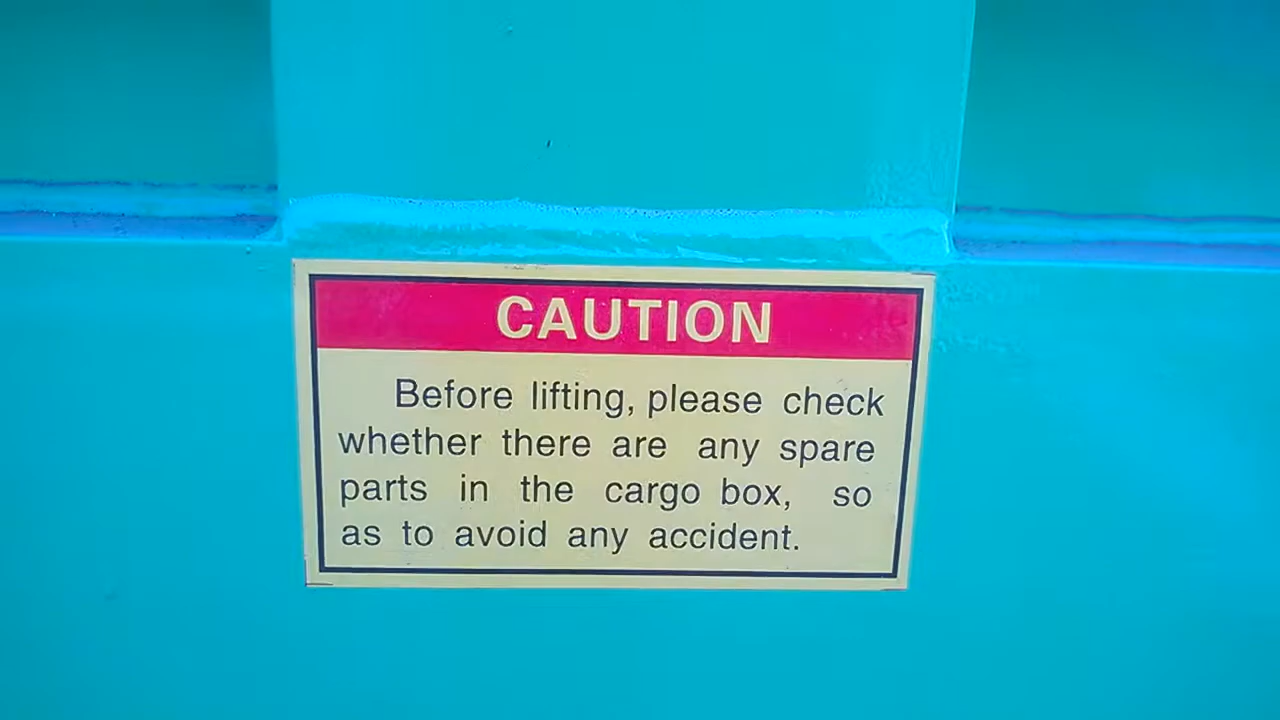 CAUTION
Before lifting, please check
whether there are any spare
parts in the cargo box, so
as to avoid any accident.